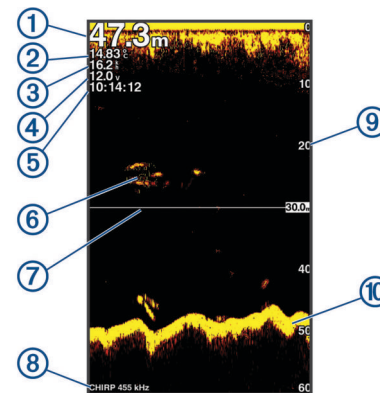 ① 47.3m 0
② 14.83 °C
③ 16.2
④ 12.0 v
⑤ 10:14:12
10
20 ⑨
⑥
⑦ 30.0m
40
⑩
50
⑧ CHIRP 455 kHz 60